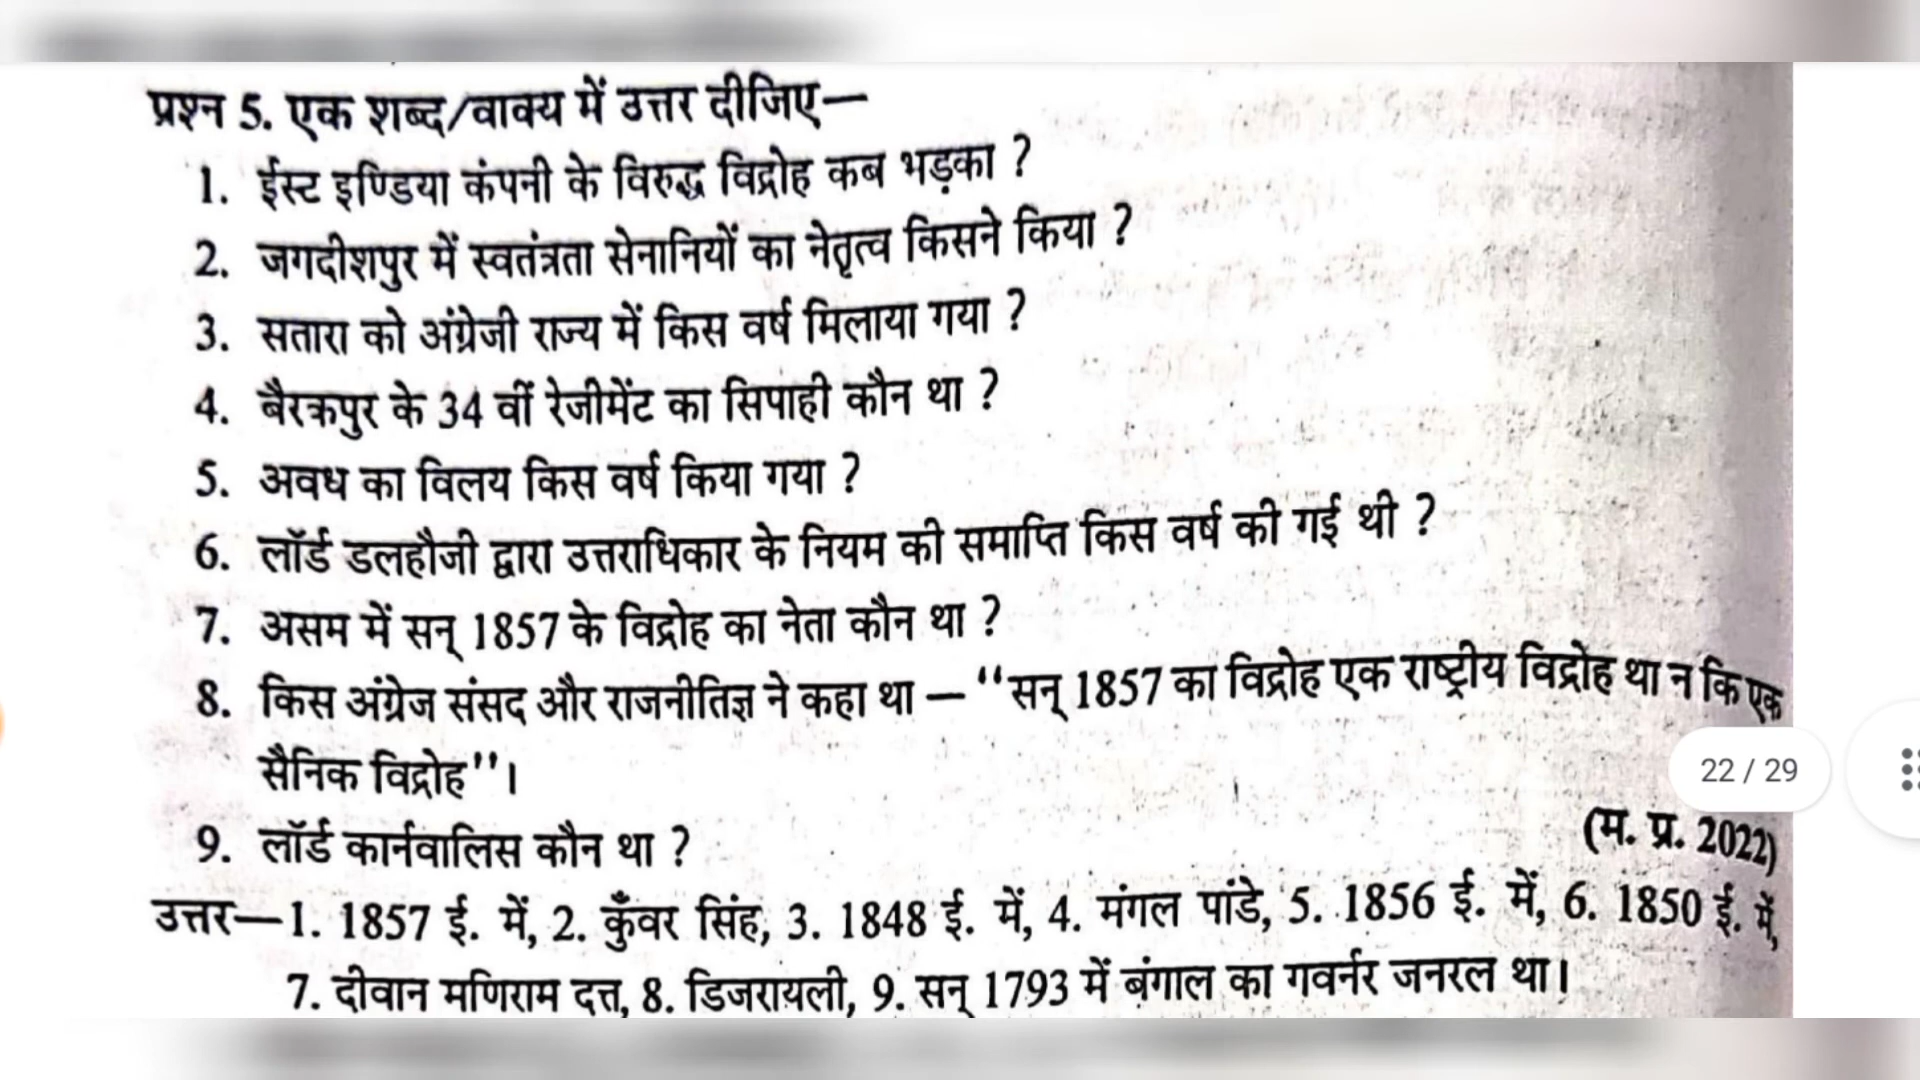 प्रश्न 5. एक शब्द/वाक्य में उत्तर दीजिए—
1. ईस्ट इण्डिया कंपनी के विरुद्ध विद्रोह कब भड़का ?
2. जगदीशपुर में स्वतंत्रता सेनानियों का नेतृत्व किसने किया ?
3. सतारा को अंग्रेजी राज्य में किस वर्ष मिलाया गया ?
4. बैरकपुर के 34 वीं रेजीमेंट का सिपाही कौन था ?
5. अवध का विलय किस वर्ष किया गया ?
6. लॉर्ड डलहौजी द्वारा उत्तराधिकार के नियम की समाप्ति किस वर्ष की गई थी ?
7. असम में सन् 1857 के विद्रोह का नेता कौन था ?
8. किस अंग्रेज संसद और राजनीतिज्ञ ने कहा था — ‘‘सन् 1857 का विद्रोह एक राष्ट्रीय विद्रोह था न कि एक
सैनिक विद्रोह’’।
22 / 29
9. लॉर्ड कार्नवालिस कौन था ? (म. प्र. 2022)
उत्तर—1. 1857 ई. में, 2. कुँवर सिंह, 3. 1848 ई. में, 4. मंगल पांडे, 5. 1856 ई. में, 6. 1850 ई. में,
7. दीवान मणिराम दत्त, 8. डिजरायली, 9. सन् 1793 में बंगाल का गवर्नर जनरल था।